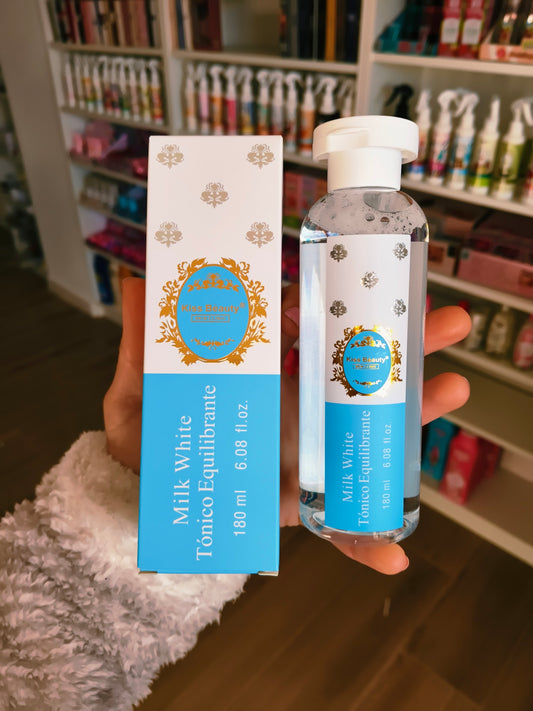 Kiss Beauty®
Milk White
Tónico Equilibrante
180 ml 6.08 fl.oz.
Kiss Beauty®
Milk White
Tónico Equilibrante
180 ml 6.08 fl oz